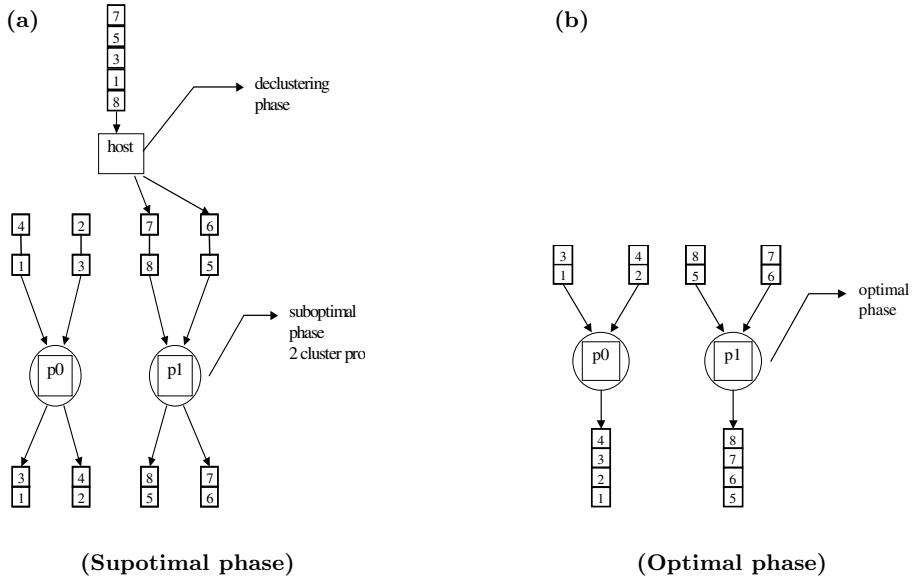 (a)
7
5
3
1
8
declustering
phase
host
4 2 7 6
1 3 8 5
suboptimal
phase
2 cluster pro
p0 p1
3 4 8 7
1 2 5 6
(Supotimal phase)
(b)
3 4 8 7
1 2 5 6
optimal
phase
p0 p1
4 8
3 7
2 6
1 5
(Optimal phase)